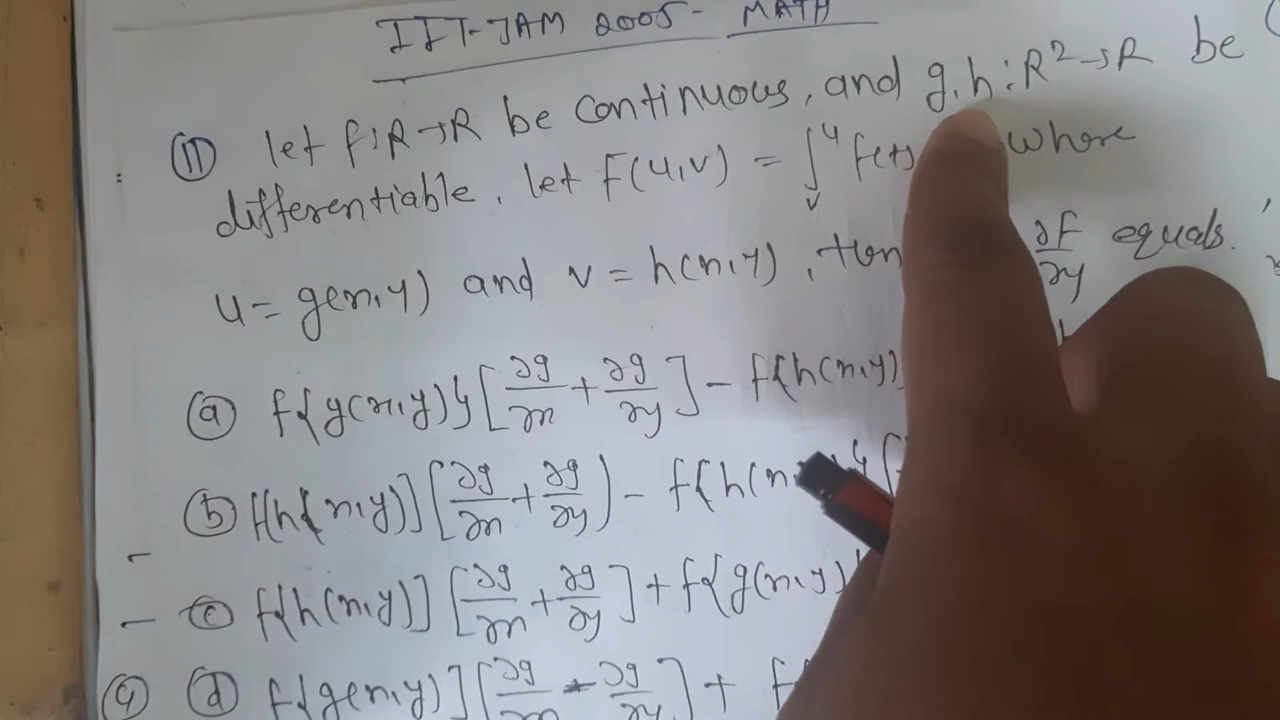 IIT-JAM 2005- MATH
(11) let f:R→R be continuous, and g,h:R²→R be
differentiable. let F(u,v) = ∫ᵥᵘ f(t) where
u= g(x,y) and v = h(x,y), then ∂F/∂y equals.
(a) f{g(x,y)}[∂g/∂x + ∂g/∂y] - f{h(x,y)
(b) f{h(x,y)}[∂g/∂x + ∂g/∂y) - f{h(x
(c) f{h(x,y)}][∂g/∂x + ∂g/∂y] + f{g(x,y)
(d) f{g(x,y)][∂g/∂x - ∂g/∂y] +